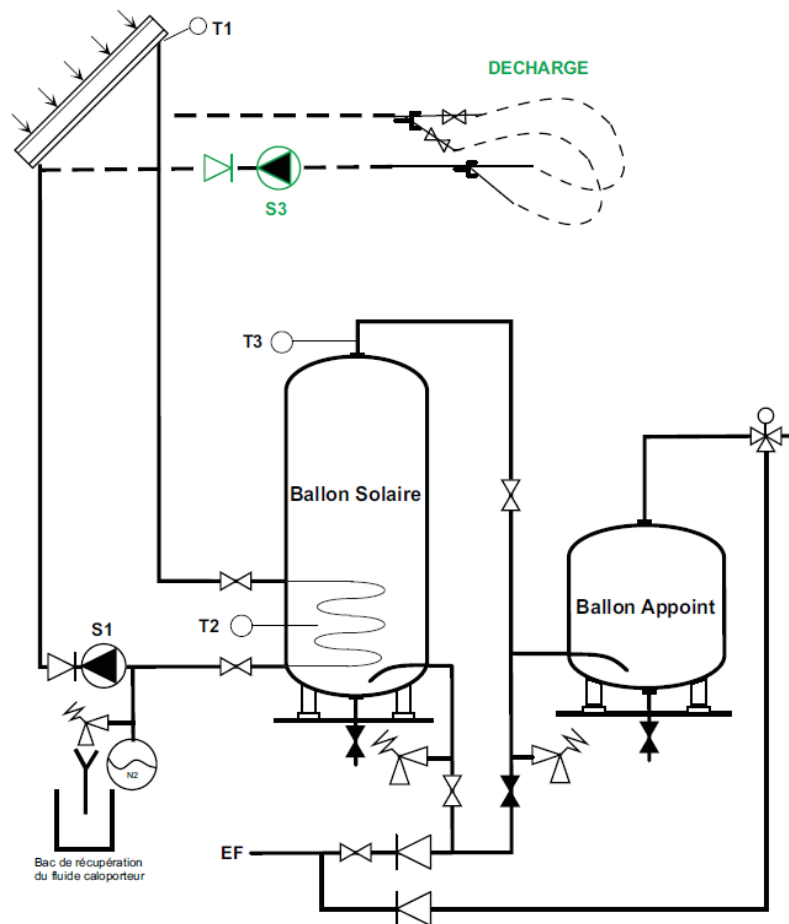 T1
DECHARGE
S3
T3
Ballon Solaire
Ballon Appoint
T2
S1
N2
EF
Bac de récupération
du fluide caloporteur